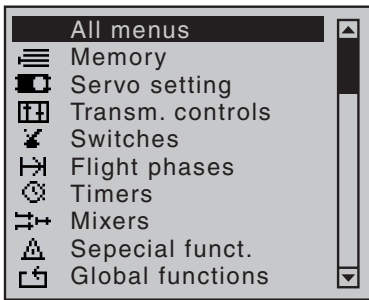 All menus
Memory
Servo setting
Transm. controls
Switches
Flight phases
Timers
Mixers
Sepecial funct.
Global functions